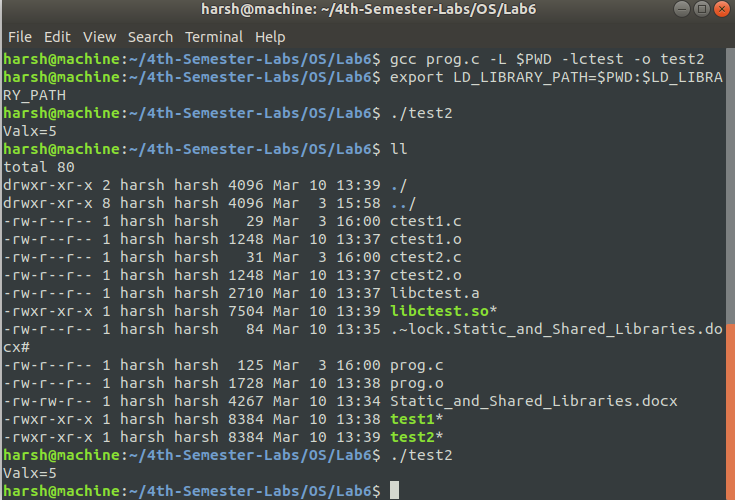 harsh@machine: ~/4th-Semester-Labs/OS/Lab6
File Edit View Search Terminal Help
harsh@machine:~/4th-Semester-Labs/OS/Lab6$ gcc prog.c -L $PWD -lctest -o test2
harsh@machine:~/4th-Semester-Labs/OS/Lab6$ export LD_LIBRARY_PATH=$PWD:$LD_LIBRA
RY_PATH
harsh@machine:~/4th-Semester-Labs/OS/Lab6$ ./test2
Valx=5
harsh@machine:~/4th-Semester-Labs/OS/Lab6$ ll
total 80
drwxr-xr-x 2 harsh harsh 4096 Mar 10 13:39 ./
drwxr-xr-x 8 harsh harsh 4096 Mar  3 15:58 ../
-rw-r--r-- 1 harsh harsh   29 Mar  3 16:00 ctest1.c
-rw-r--r-- 1 harsh harsh 1248 Mar 10 13:37 ctest1.o
-rw-r--r-- 1 harsh harsh   31 Mar  3 16:00 ctest2.c
-rw-r--r-- 1 harsh harsh 1248 Mar 10 13:37 ctest2.o
-rw-r--r-- 1 harsh harsh 2710 Mar 10 13:37 libctest.a
-rwxr-xr-x 1 harsh harsh 7504 Mar 10 13:39 libctest.so*
-rw-r--r-- 1 harsh harsh   84 Mar 10 13:35 .~lock.Static_and_Shared_Libraries.do
cx#
-rw-r--r-- 1 harsh harsh  125 Mar  3 16:00 prog.c
-rw-r--r-- 1 harsh harsh 1728 Mar 10 13:38 prog.o
-rw-rw-r-- 1 harsh harsh 4267 Mar 10 13:34 Static_and_Shared_Libraries.docx
-rwxr-xr-x 1 harsh harsh 8384 Mar 10 13:38 test1*
-rwxr-xr-x 1 harsh harsh 8384 Mar 10 13:39 test2*
harsh@machine:~/4th-Semester-Labs/OS/Lab6$ ./test2
Valx=5
harsh@machine:~/4th-Semester-Labs/OS/Lab6$